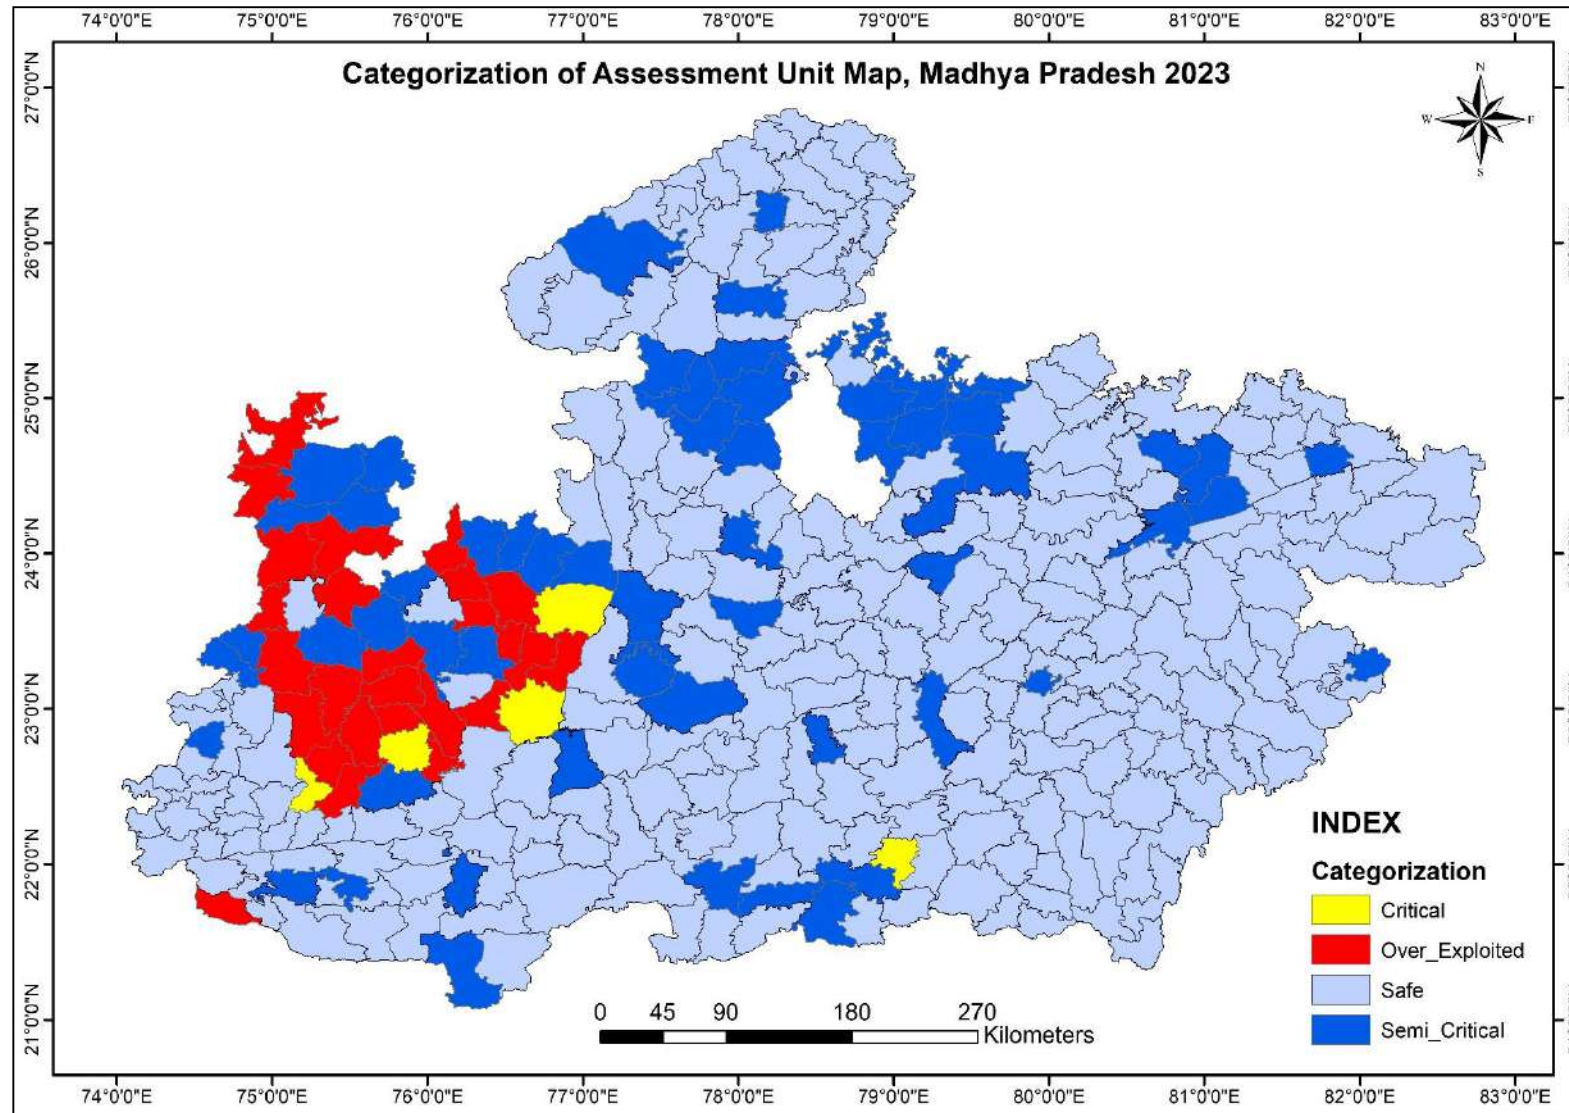 74°0'0"E 75°0'0"E 76°0'0"E 77°0'0"E 78°0'0"E 79°0'0"E 80°0'0"E 81°0'0"E 82°0'0"E 83°0'0"E
Categorization of Assessment Unit Map, Madhya Pradesh 2023
N
W E
S
27°0'0"N
26°0'0"N
25°0'0"N
24°0'0"N
23°0'0"N
22°0'0"N
21°0'0"N
INDEX
Categorization
Critical
Over_Exploited
Safe
Semi_Critical
0 45 90 180 270
Kilometers
74°0'0"E 75°0'0"E 76°0'0"E 77°0'0"E 78°0'0"E 79°0'0"E 80°0'0"E 81°0'0"E 82°0'0"E 83°0'0"E